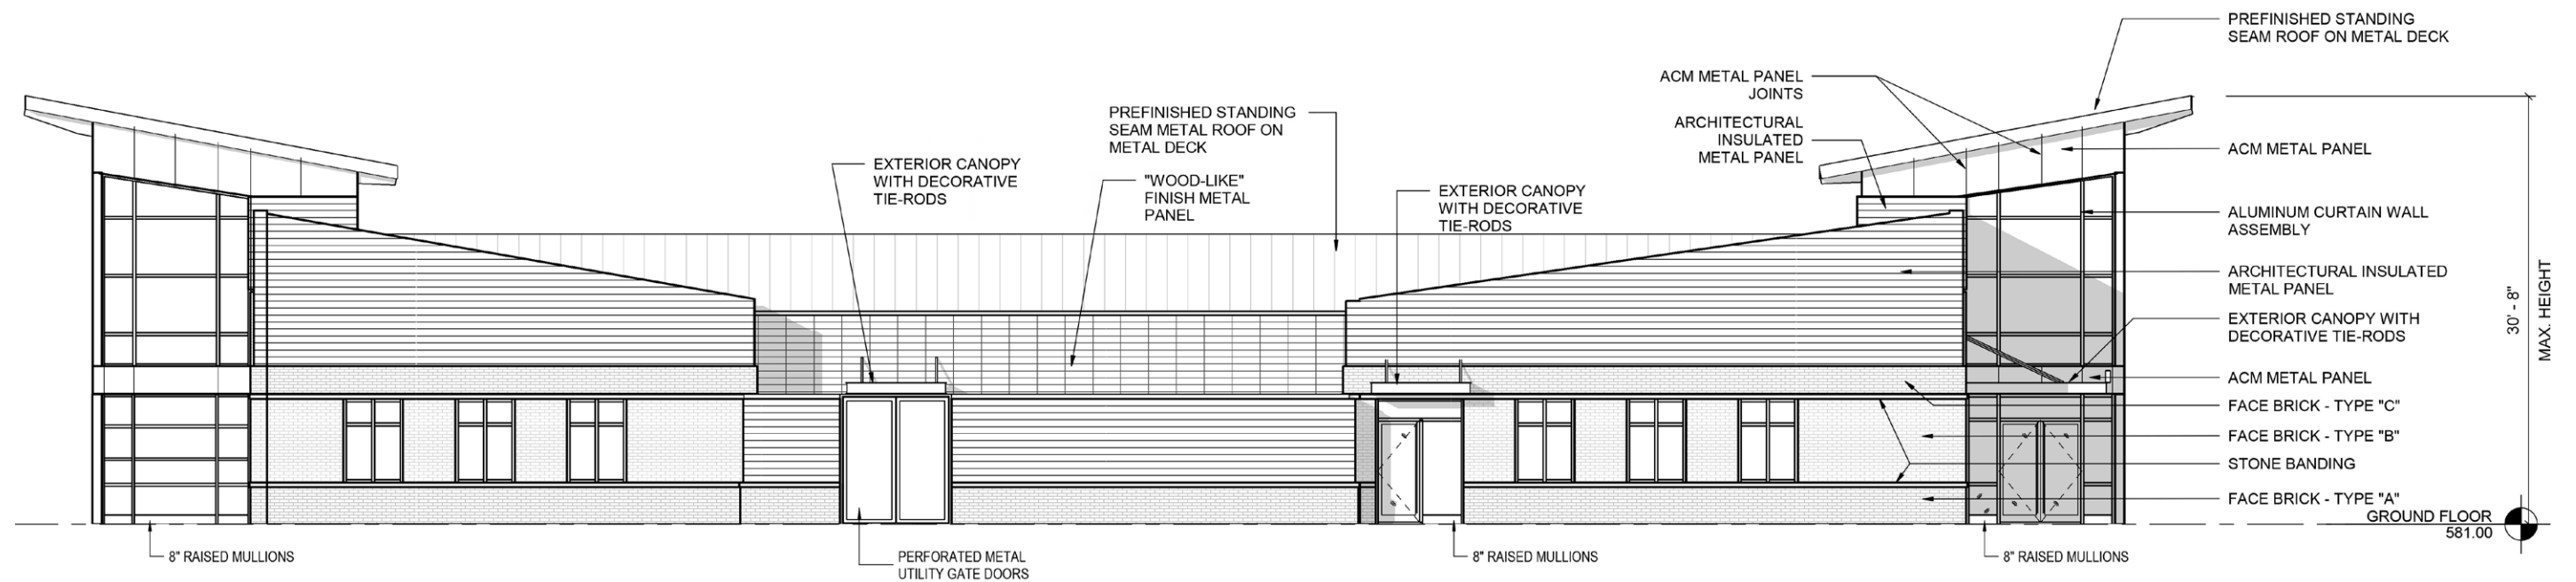 PREFINISHED STANDING
SEAM ROOF ON METAL DECK
ACM METAL PANEL
JOINTS
PREFINISHED STANDING
SEAM METAL ROOF ON
METAL DECK
ARCHITECTURAL
INSULATED
METAL PANEL
ACM METAL PANEL
EXTERIOR CANOPY
WITH DECORATIVE
TIE-RODS
"WOOD-LIKE"
FINISH METAL
PANEL
EXTERIOR CANOPY
WITH DECORATIVE
TIE-RODS
ALUMINUM CURTAIN WALL
ASSEMBLY
ARCHITECTURAL INSULATED
METAL PANEL
EXTERIOR CANOPY WITH
DECORATIVE TIE-RODS
30' - 8"
MAX. HEIGHT
ACM METAL PANEL
FACE BRICK - TYPE "C"
FACE BRICK - TYPE "B"
STONE BANDING
FACE BRICK - TYPE "A"
GROUND FLOOR
581.00
8" RAISED MULLIONS
PERFORATED METAL
UTILITY GATE DOORS
8" RAISED MULLIONS
8" RAISED MULLIONS